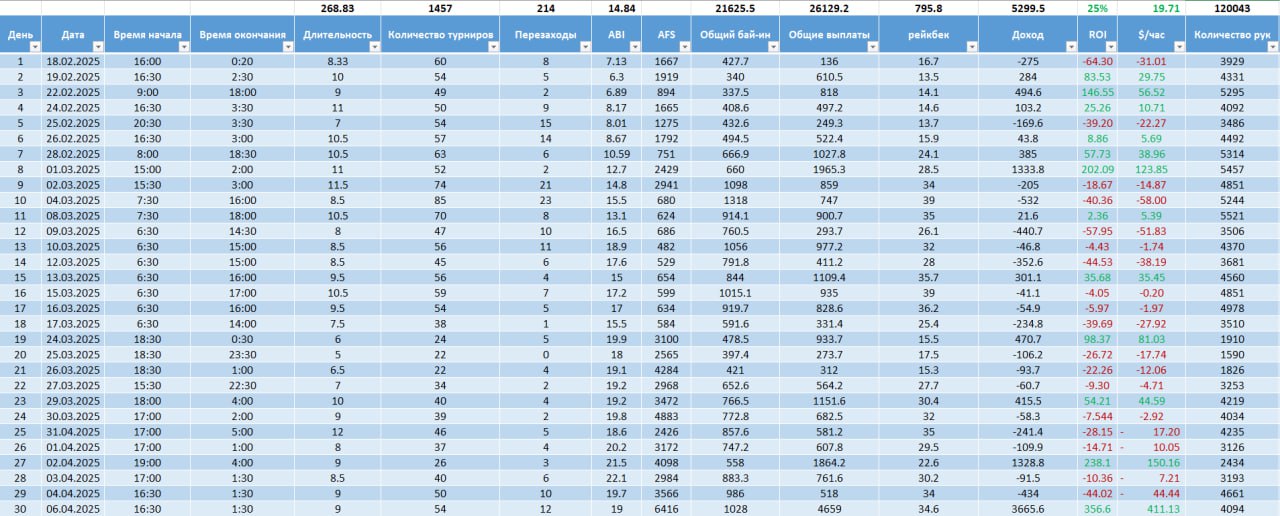 268.83 1457 214 14.84 21625.5 26129.2 795.8 5299.5 25% 19.71 120043
День Дата Время начала Время окончания Длительность Количество турниров Перезаходы ABI AFS Общий бай-ин Общие выплаты рейкбек Доход ROI $/час Количество рук
1 18.02.2025 16:00 0:20 8.33 60 8 7.13 1667 427.7 136 16.7 -275 -64.30 -31.01 3929
2 19.02.2025 16:30 2:30 10 54 5 6.3 1919 340 610.5 13.5 284 83.53 29.75 4331
3 22.02.2025 9:00 18:00 9 49 2 6.89 894 337.5 818 14.1 494.6 146.55 56.52 5295
4 24.02.2025 16:30 3:30 11 50 9 8.17 1665 408.6 497.2 14.6 103.2 25.26 10.71 4092
5 25.02.2025 20:30 3:30 7 54 15 8.01 1275 432.6 249.3 13.7 -169.6 -39.20 -22.27 3486
6 26.02.2025 16:30 3:00 10.5 57 14 8.67 1792 494.5 522.4 15.9 43.8 8.86 5.69 4492
7 28.02.2025 8:00 18:30 10.5 63 6 10.59 751 666.9 1027.8 24.1 385 57.73 38.96 5314
8 01.03.2025 15:00 2:00 11 52 2 12.7 2429 660 1965.3 28.5 1333.8 202.09 123.85 5457
9 02.03.2025 15:30 3:00 11.5 74 21 14.8 2941 1098 859 34 -205 -18.67 -14.87 4851
10 04.03.2025 7:30 16:00 8.5 85 23 15.5 680 1318 747 39 -532 -40.36 -58.00 5244
11 08.03.2025 7:30 18:00 10.5 70 8 13.1 624 914.1 900.7 35 21.6 2.36 5.39 5521
12 09.03.2025 6:30 14:30 8 47 10 16.5 686 760.5 293.7 26.1 -440.7 -57.95 -51.83 3506
13 10.03.2025 6:30 15:00 8.5 56 11 18.9 482 1056 977.2 32 -46.8 -4.43 -1.74 4370
14 12.03.2025 6:30 15:00 8.5 45 6 17.6 529 791.8 411.2 28 -352.6 -44.53 -38.19 3681
15 13.03.2025 6:30 16:00 9.5 56 4 15 654 844 1109.4 35.7 301.1 35.68 35.45 4560
16 15.03.2025 6:30 17:00 10.5 59 7 17.2 599 1015.1 935 39 -41.1 -4.05 -0.20 4851
17 16.03.2025 6:30 16:00 9.5 54 5 17 634 919.7 828.6 36.2 -54.9 -5.97 -1.97 4978
18 17.03.2025 6:30 14:00 7.5 38 1 15.5 584 591.6 331.4 25.4 -234.8 -39.69 -27.92 3510
19 24.03.2025 18:30 0:30 6 24 5 19.9 3100 478.5 933.7 15.5 470.7 98.37 81.03 1910
20 25.03.2025 18:30 23:30 5 22 0 18 2565 397.4 273.7 17.5 -106.2 -26.72 -17.74 1590
21 26.03.2025 18:30 1:00 6.5 22 4 19.1 4284 421 312 15.3 -93.7 -22.26 -12.06 1826
22 27.03.2025 15:30 22:30 7 34 2 19.2 2968 652.6 564.2 27.7 -60.7 -9.30 -4.71 3253
23 29.03.2025 18:00 4:00 10 40 4 19.2 3472 766.5 1151.6 30.4 415.5 54.21 44.59 4219
24 30.03.2025 17:00 2:00 9 39 2 19.8 4883 772.8 682.5 32 -58.3 -7.544 -2.92 4034
25 31.04.2025 17:00 5:00 12 46 5 18.6 2426 857.6 581.2 35 -241.4 -28.15 - 17.20 4235
26 01.04.2025 17:00 1:00 8 37 4 20.2 3172 747.2 607.8 29.5 -109.9 -14.71 - 10.05 3126
27 02.04.2025 19:00 4:00 9 26 3 21.5 4098 558 1864.2 22.6 1328.8 238.1 150.16 2434
28 03.04.2025 17:00 1:30 8.5 40 6 22.1 2984 883.3 761.6 30.2 -91.5 -10.36 - 7.21 3193
29 04.04.2025 16:30 1:30 9 50 10 19.7 3566 986 518 34 -434 -44.02 - 44.44 4661
30 06.04.2025 16:30 1:30 9 54 12 19 6416 1028 4659 34.6 3665.6 356.6 411.13 4094